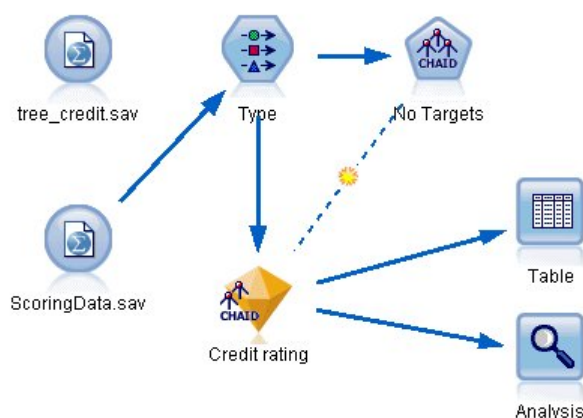 tree_credit.sav
Type
CHAID
No Targets
ScoringData.sav
CHAID
Credit rating
Table
Analysis